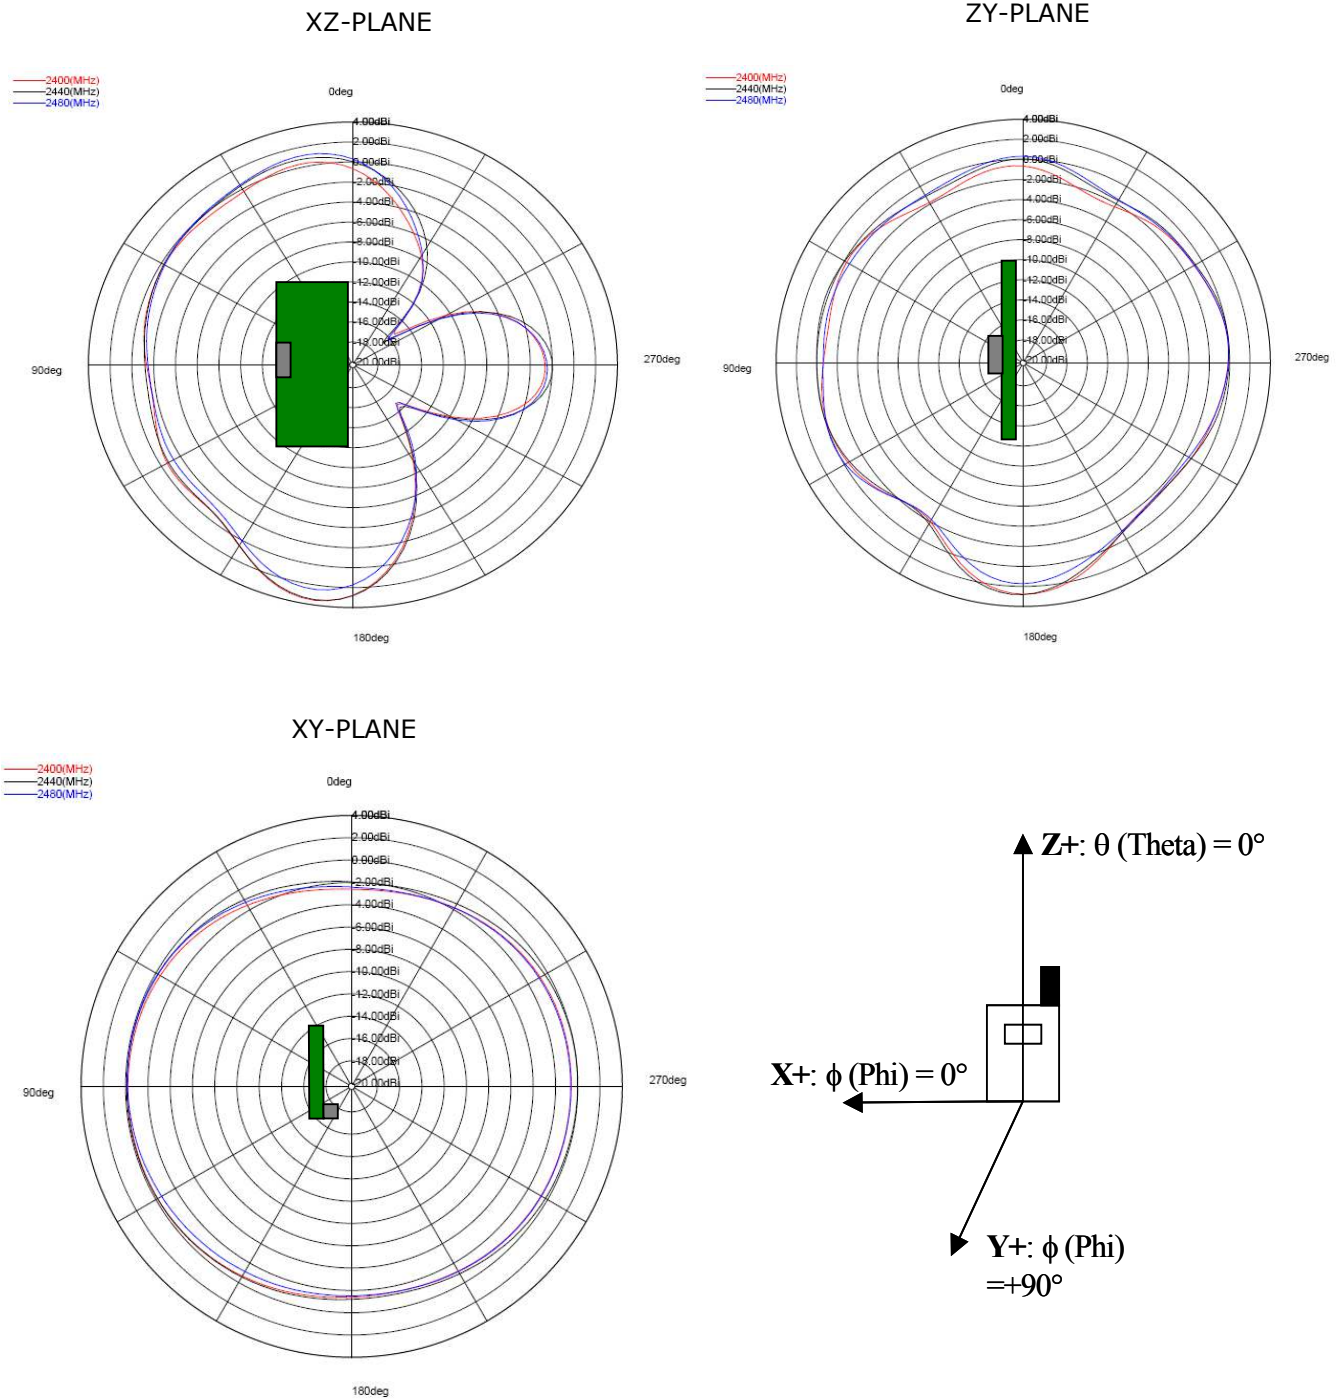 XZ-PLANE
2400(MHz)
2440(MHz)
2480(MHz)
0deg
4.00dBi
2.00dBi
0.00dBi
-2.00dBi
-4.00dBi
-6.00dBi
-8.00dBi
-10.00dBi
-12.00dBi
-14.00dBi
-16.00dBi
-18.00dBi
-20.00dBi
90deg
270deg
180deg
ZY-PLANE
2400(MHz)
2440(MHz)
2480(MHz)
0deg
4.00dBi
2.00dBi
0.00dBi
-2.00dBi
-4.00dBi
-6.00dBi
-8.00dBi
-10.00dBi
-12.00dBi
-14.00dBi
-16.00dBi
-18.00dBi
-20.00dBi
90deg
270deg
180deg
XY-PLANE
2400(MHz)
2440(MHz)
2480(MHz)
0deg
4.00dBi
2.00dBi
0.00dBi
-2.00dBi
-4.00dBi
-6.00dBi
-8.00dBi
-10.00dBi
-12.00dBi
-14.00dBi
-16.00dBi
-18.00dBi
-20.00dBi
90deg
270deg
180deg
Z+: θ (Theta) = 0°
X+: ϕ (Phi) = 0°
Y+: ϕ (Phi)
=+90°